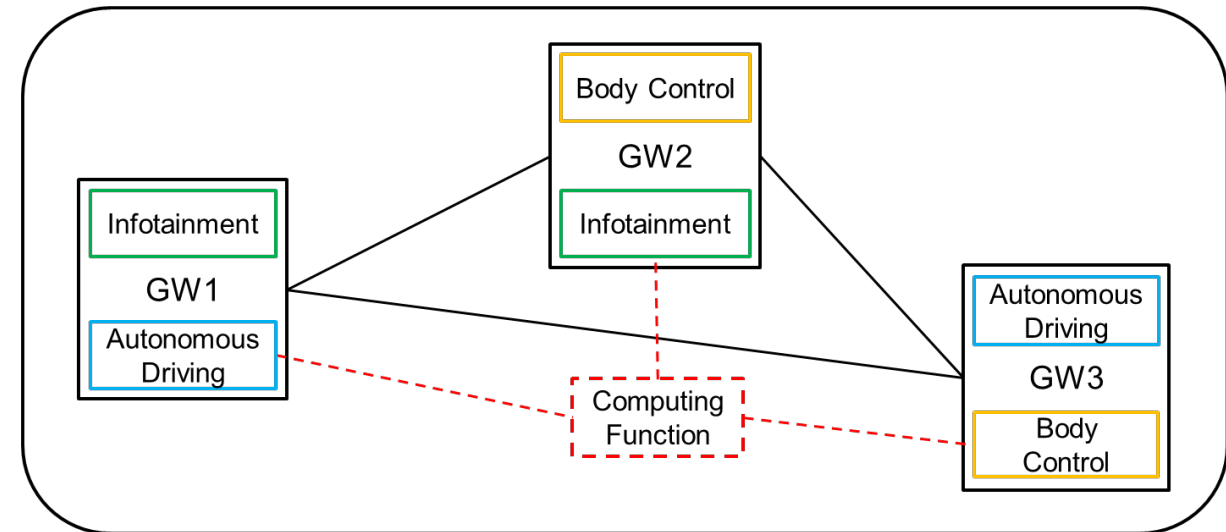 Infotainment
GW1
Autonomous
Driving
Body Control
GW2
Infotainment
Computing
Function
Autonomous
Driving
GW3
Body
Control